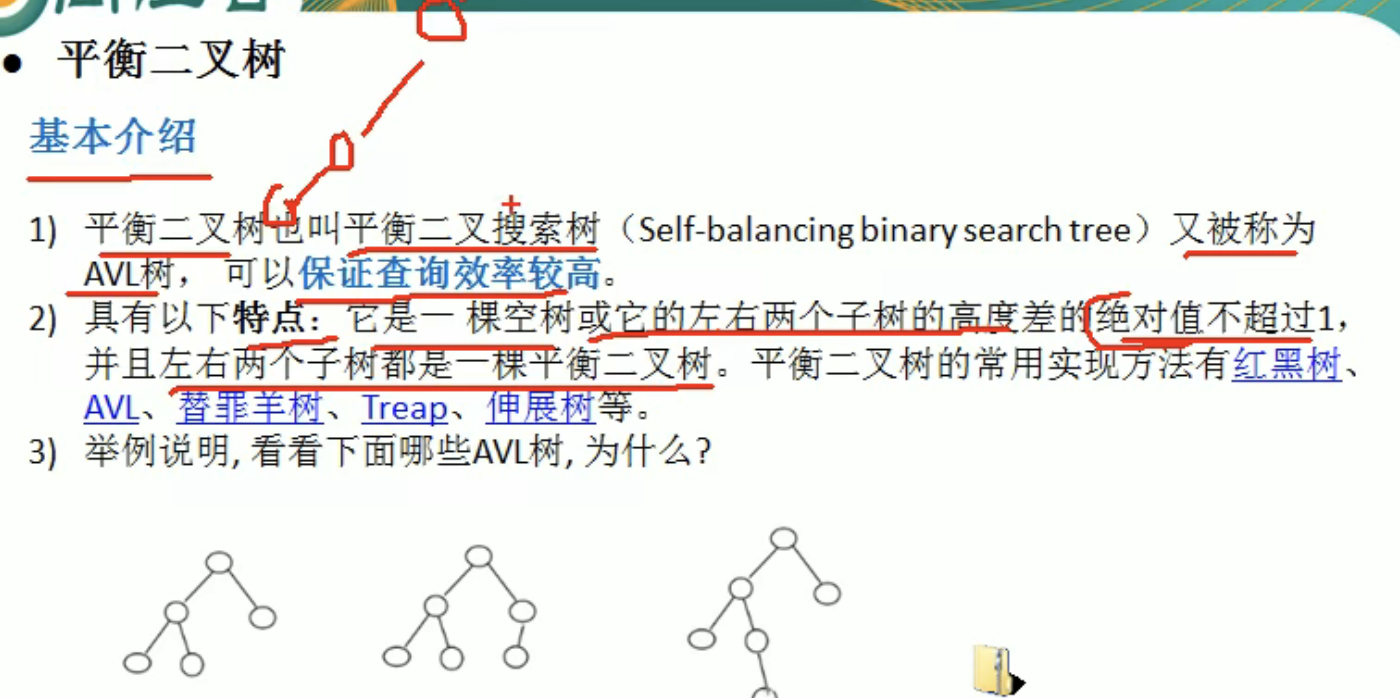 ● 平衡二叉树
基本介绍
1) 平衡二叉树也叫平衡二叉搜索树（Self-balancing binary search tree）又被称为
AVL树， 可以保证查询效率较高。
2) 具有以下特点：它是一 棵空树或它的左右两个子树的高度差的绝对值不超过1，
并且左右两个子树都是一棵平衡二叉树。平衡二叉树的常用实现方法有红黑树、
AVL、替罪羊树、Treap、伸展树等。
3) 举例说明, 看看下面哪些AVL树, 为什么?